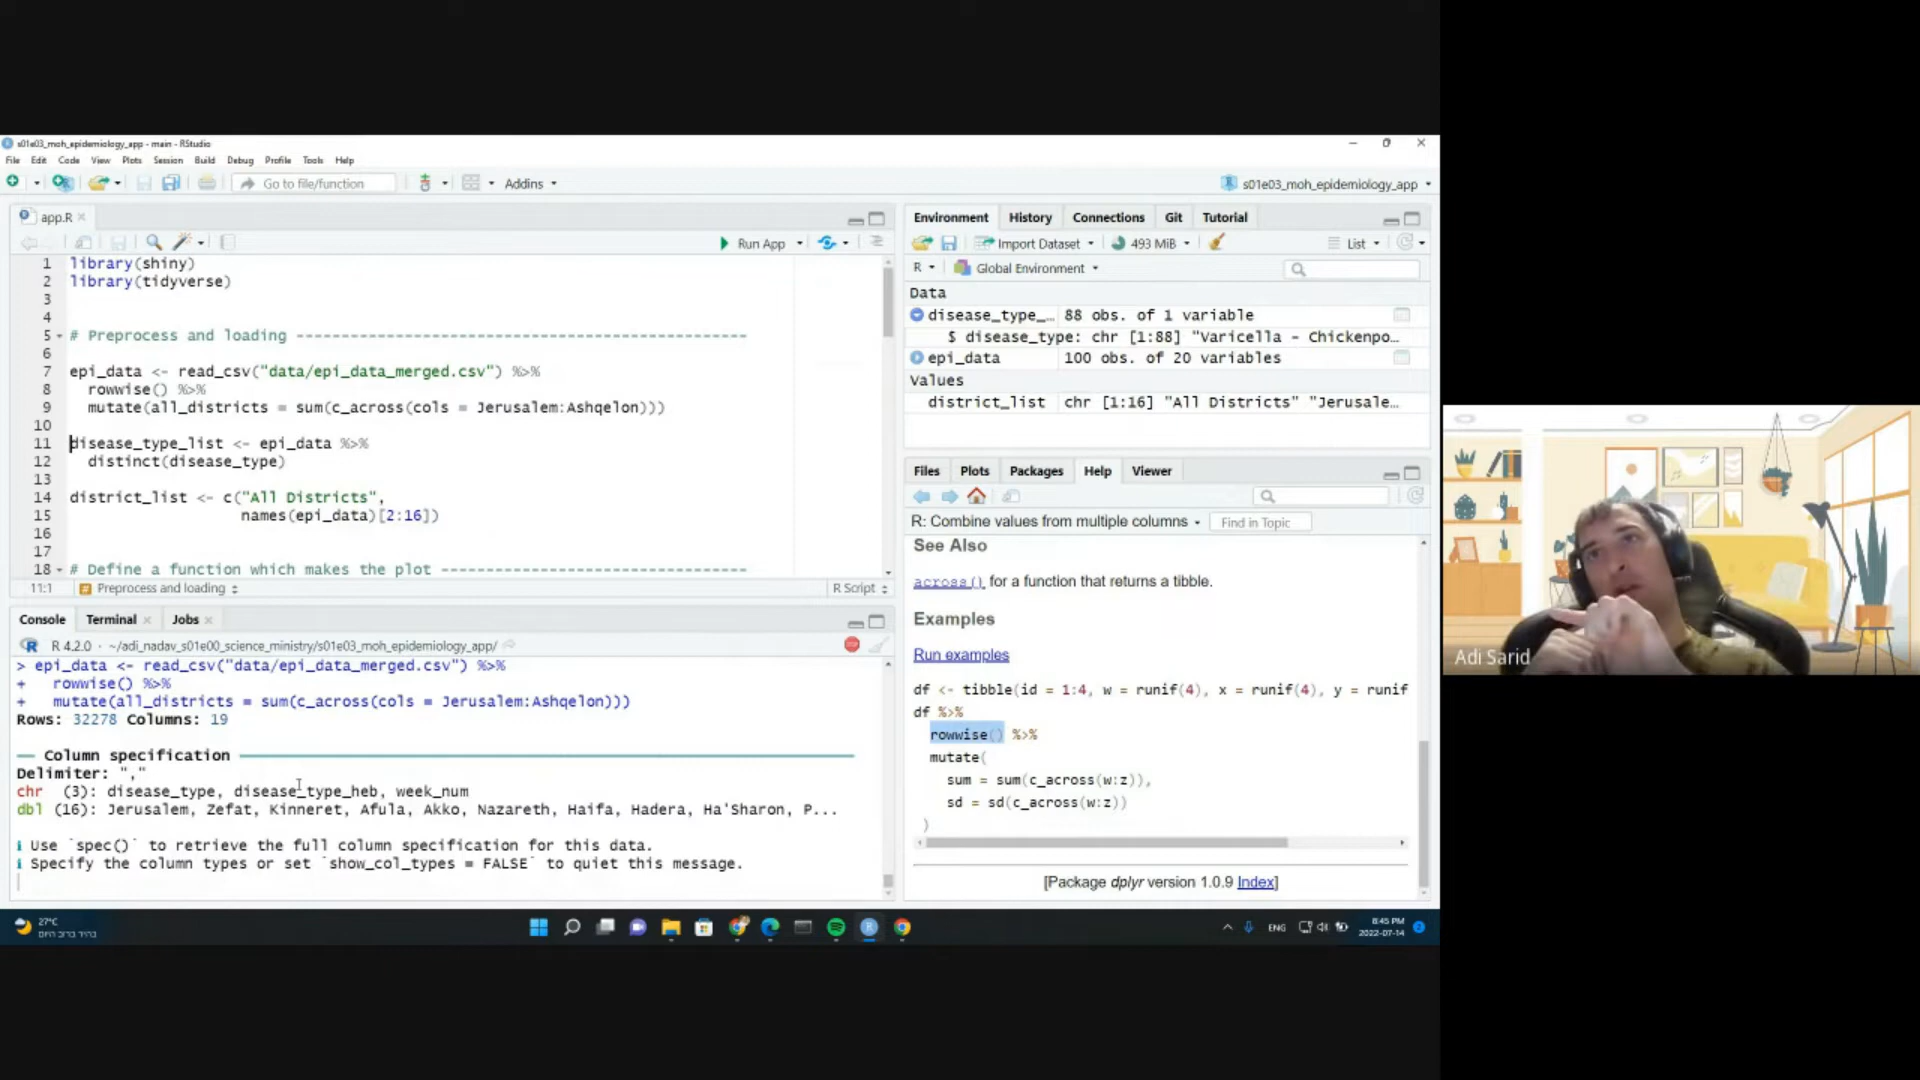 s01e03_moh_epidemiology_app - main - RStudio
File Edit Code View Plots Session Build Debug Profile Tools Help
Go to file/function Addins s01e03_moh_epidemiology_app
app.R
Run App
1 library(shiny)
2 library(tidyverse)
3
4
5 # Preprocess and loading --------------------------------------------------
6
7 epi_data <- read_csv("data/epi_data_merged.csv") %>%
8 rowwise() %>%
9 mutate(all_districts = sum(c_across(cols = Jerusalem:Ashqelon)))
10
11 disease_type_list <- epi_data %>%
12 distinct(disease_type)
13
14 district_list <- c("All Districts",
15 names(epi_data)[2:16])
16
17
18 # Define a function which makes the plot ----------------------------------
11:1 Preprocess and loading R Script
Console Terminal Jobs
R 4.2.0 · ~/adi_nadav_s01e00_science_ministry/s01e03_moh_epidemiology_app/
> epi_data <- read_csv("data/epi_data_merged.csv") %>%
+ rowwise() %>%
+ mutate(all_districts = sum(c_across(cols = Jerusalem:Ashqelon)))
Rows: 32278 Columns: 19
── Column specification ──
Delimiter: ","
chr (3): disease_type, disease_type_heb, week_num
dbl (16): Jerusalem, Zefat, Kinneret, Afula, Akko, Nazareth, Haifa, Hadera, Ha'Sharon, P...
i Use `spec()` to retrieve the full column specification for this data.
i Specify the column types or set `show_col_types = FALSE` to quiet this message.
Environment History Connections Git Tutorial
Import Dataset 493 MiB List
R Global Environment
Data
disease_type_… 88 obs. of 1 variable
$ disease_type: chr [1:88] "Varicella - Chickenpo…
epi_data 100 obs. of 20 variables
Values
district_list chr [1:16] "All Districts" "Jerusale…
Files Plots Packages Help Viewer
R: Combine values from multiple columns Find in Topic
See Also
across() for a function that returns a tibble.
Examples
Run examples
df <- tibble(id = 1:4, w = runif(4), x = runif(4), y = runif
df %>%
rowwise() %>%
mutate(
sum = sum(c_across(w:z)),
sd = sd(c_across(w:z))
)
[Package dplyr version 1.0.9 Index]
Adi Sarid
27°C
בהיר ברוב היום
ENG
8:45 PM
2022-07-14